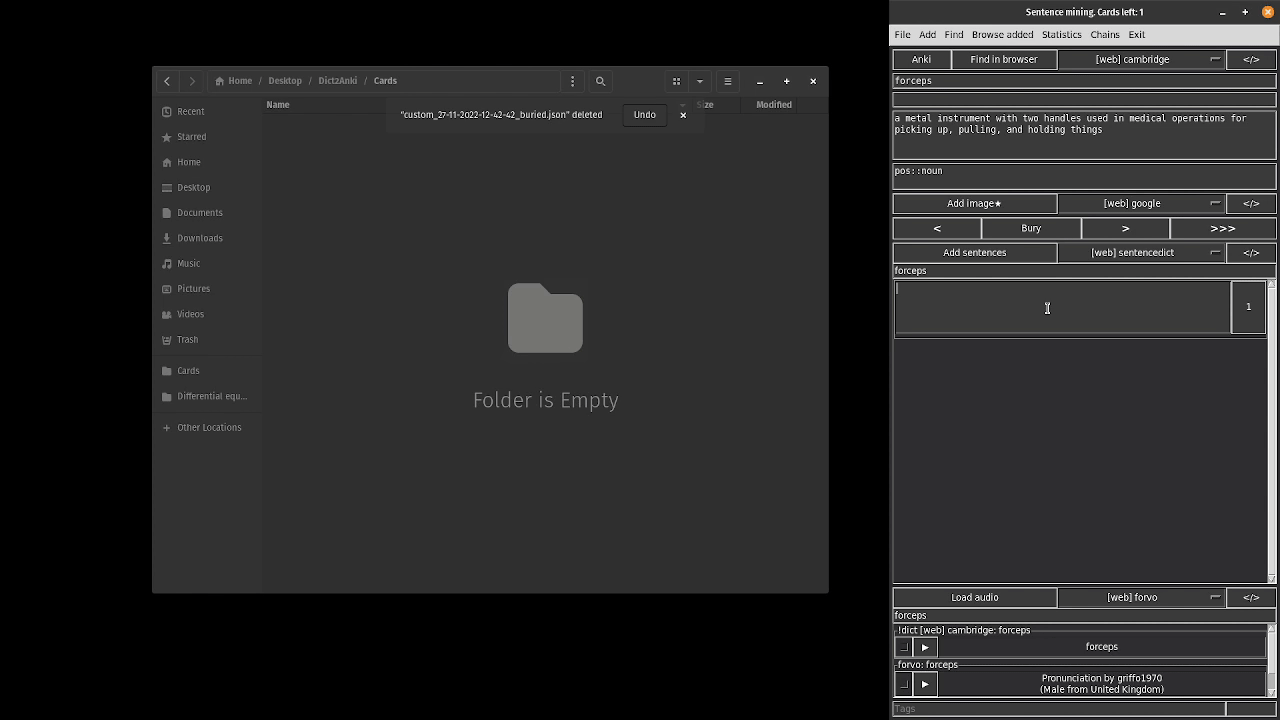 Sentence mining. Cards left: 1
File Add Find Browse added Statistics Chains Exit
Anki Find in browser [web] cambridge </>
forceps
a metal instrument with two handles used in medical operations for
picking up, pulling, and holding things
pos::noun
Add image★ [web] google </>
< Bury > >>>
Add sentences [web] sentencedict </>
forceps
1
Load audio [web] forvo </>
forceps
!dict [web] cambridge: forceps
forceps
forvo: forceps
Pronunciation by griffo1970
(Male from United Kingdom)
Tags
Home / Desktop / DictzAnki / Cards
Name Size Modified
"custom_27-11-2022-12-42-42_buried.json" deleted Undo
Recent
Starred
Home
Desktop
Documents
Downloads
Music
Pictures
Videos
Trash
Cards
Differential equ...
+ Other Locations
Folder is Empty